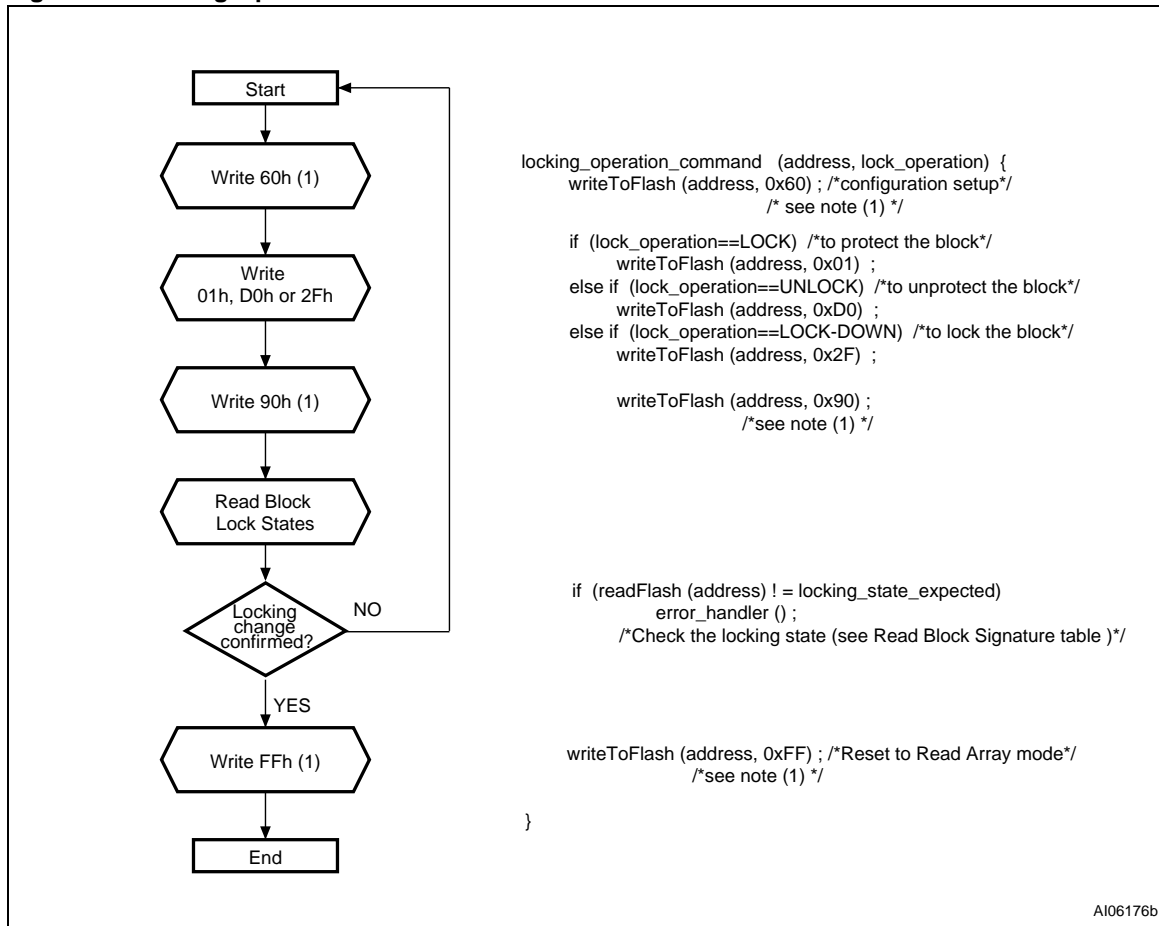 Start
Write 60h (1)
Write
01h, D0h or 2Fh
Write 90h (1)
Read Block
Lock States
Locking
change
confirmed?
NO
YES
Write FFh (1)
End
locking_operation_command (address, lock_operation) {
writeToFlash (address, 0x60) ; /*configuration setup*/
/* see note (1) */
if (lock_operation==LOCK) /*to protect the block*/
writeToFlash (address, 0x01) ;
else if (lock_operation==UNLOCK) /*to unprotect the block*/
writeToFlash (address, 0xD0) ;
else if (lock_operation==LOCK-DOWN) /*to lock the block*/
writeToFlash (address, 0x2F) ;
writeToFlash (address, 0x90) ;
/*see note (1) */
if (readFlash (address) ! = locking_state_expected)
error_handler () ;
/*Check the locking state (see Read Block Signature table )*/
writeToFlash (address, 0xFF) ; /*Reset to Read Array mode*/
/*see note (1) */
}
AI06176b